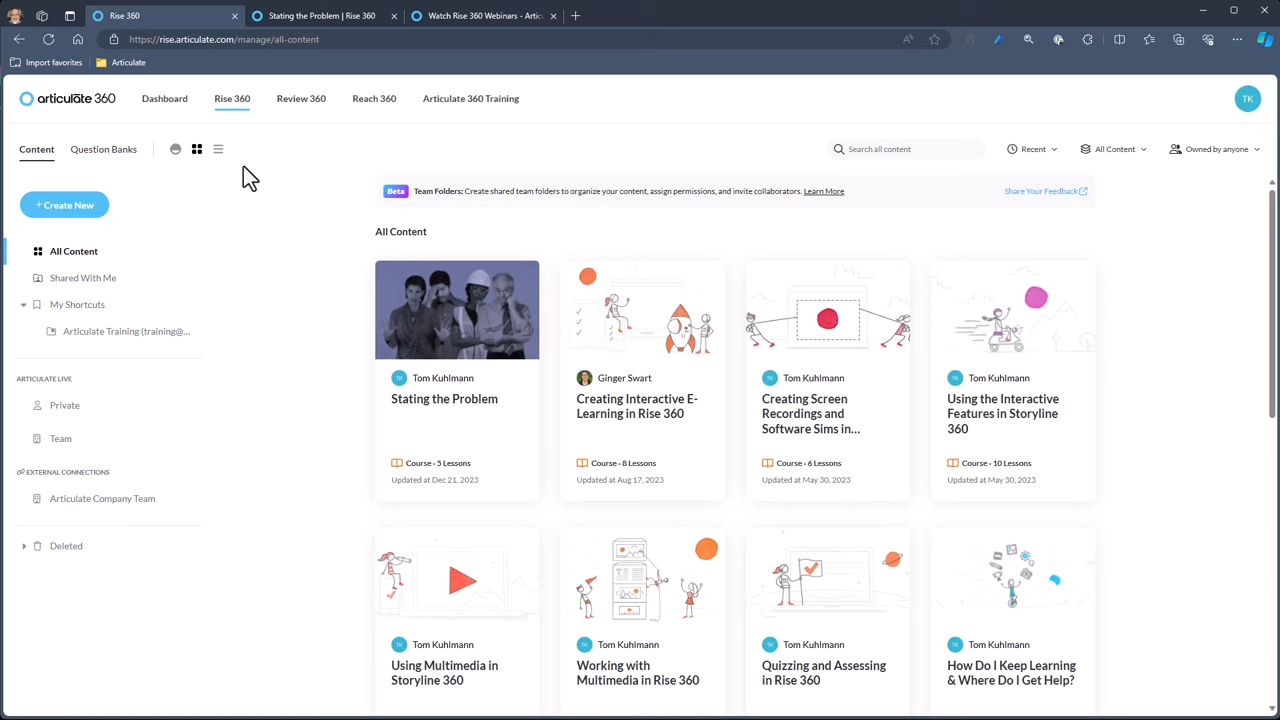 Rise 360
Stating the Problem | Rise 360
Watch Rise 360 Webinars - Artic
https://rise.articulate.com/manage/all-content
Import favorites
Articulate
articulate 360
Dashboard
Rise 360
Review 360
Reach 360
Articulate 360 Training
TK
Content
Question Banks
Search all content
Recent
All Content
Owned by anyone
+ Create New
Beta Team Folders: Create shared team folders to organize your content, assign permissions, and invite collaborators. Learn More
Share Your Feedback
All Content
All Content
Shared With Me
My Shortcuts
Articulate Training (training@...
ARTICULATE LIVE
Private
Team
EXTERNAL CONNECTIONS
Articulate Company Team
Deleted
TK Tom Kuhlmann
Stating the Problem
Course • 5 Lessons
Updated at Dec 21, 2023
Ginger Swart
Creating Interactive E-
Learning in Rise 360
Course • 8 Lessons
Updated at Aug 17, 2023
TK Tom Kuhlmann
Creating Screen
Recordings and
Software Sims in...
Course • 6 Lessons
Updated at May 30, 2023
TK Tom Kuhlmann
Using the Interactive
Features in Storyline
360
Course • 10 Lessons
Updated at May 30, 2023
TK Tom Kuhlmann
Using Multimedia in
Storyline 360
TK Tom Kuhlmann
Working with
Multimedia in Rise 360
TK Tom Kuhlmann
Quizzing and Assessing
in Rise 360
TK Tom Kuhlmann
How Do I Keep Learning
& Where Do I Get Help?